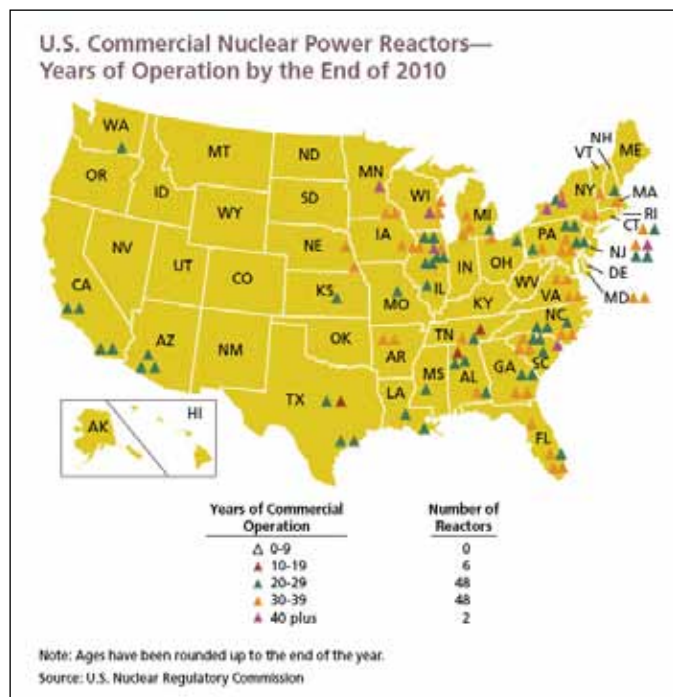 U.S. Commercial Nuclear Power Reactors—
Years of Operation by the End of 2010
WA
MT
ND
MN
OR
ID
WY
SD
WI
MI
NH
VT
ME
NY
MA
RI
CT
NV
UT
CO
NE
IA
IL
IN
OH
PA
NJ
DE
MD
CA
AZ
NM
KS
MO
KY
WV
VA
OK
AR
TN
NC
SC
TX
LA
MS
AL
GA
FL
AK
HI
Years of Commercial Operation
Number of Reactors
0-9 0
10-19 6
20-29 48
30-39 48
40 plus 2
Note: Ages have been rounded up to the end of the year.
Source: U.S. Nuclear Regulatory Commission